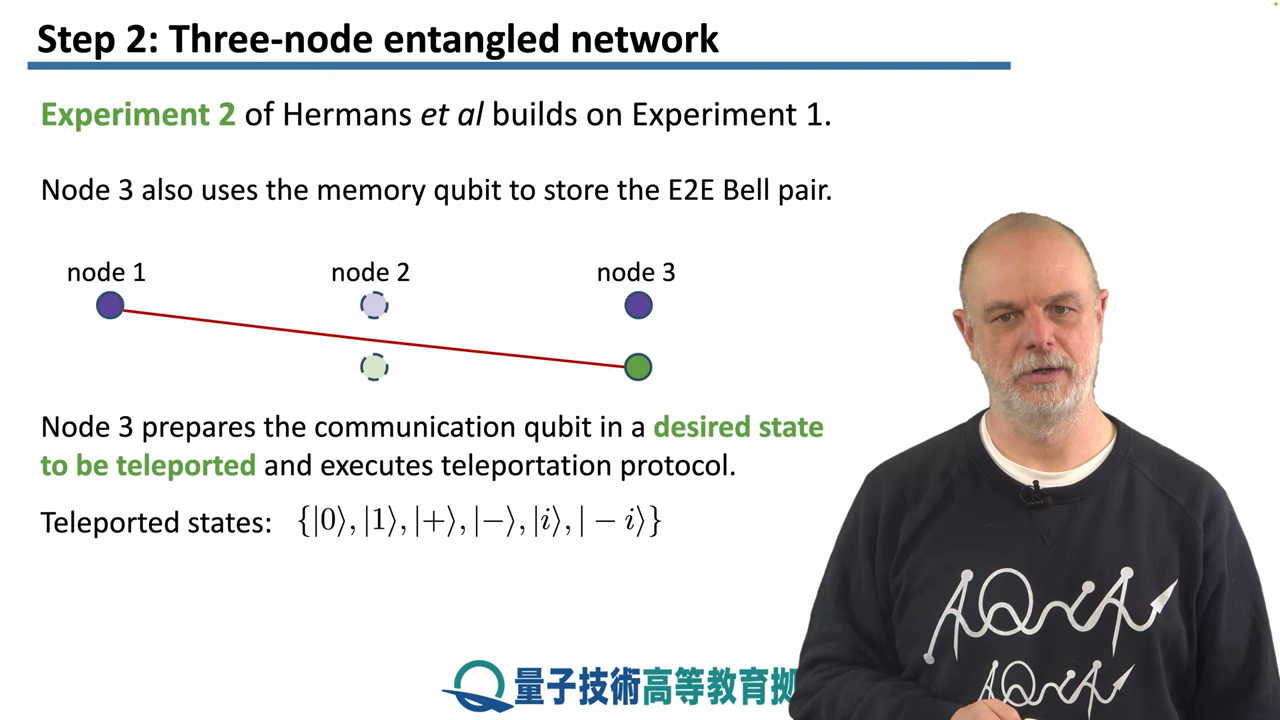 Step 2: Three-node entangled network
Experiment 2 of Hermans et al builds on Experiment 1.
Node 3 also uses the memory qubit to store the E2E Bell pair.
node 1 node 2 node 3
Node 3 prepares the communication qubit in a desired state
to be teleported and executes teleportation protocol.
Teleported states: {|0⟩, |1⟩, |+⟩, |−⟩, |i⟩, | − i⟩}
量子技術高等教育拠